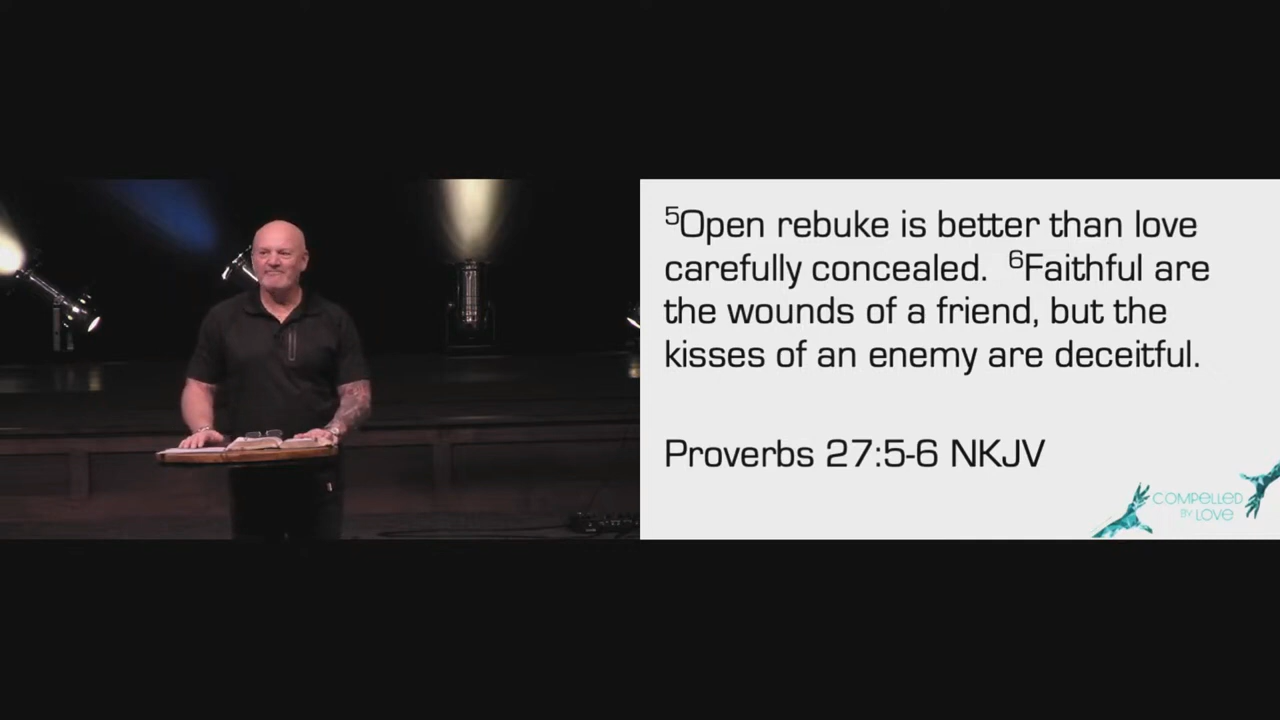 ⁵Open rebuke is better than love
carefully concealed. ⁶Faithful are
the wounds of a friend, but the
kisses of an enemy are deceitful.
Proverbs 27:5-6 NKJV
COMPELLED
BY LOVE